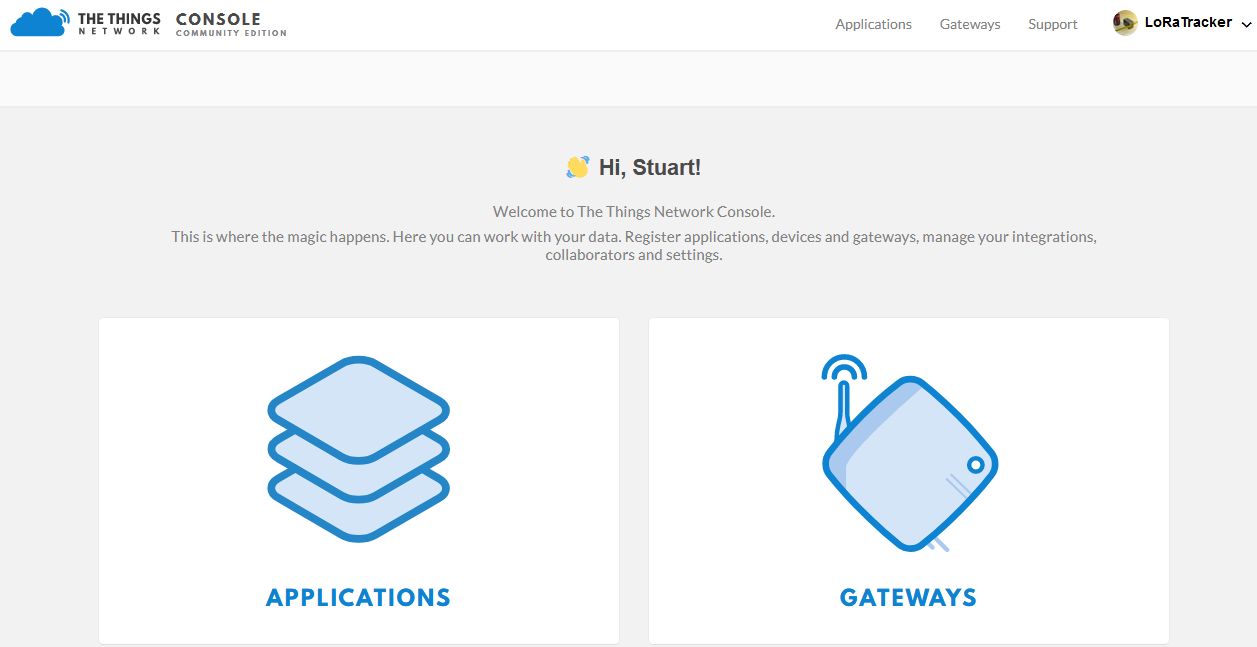 THE THINGS
NETWORK
CONSOLE
COMMUNITY EDITION
Applications
Gateways
Support
LoRaTracker
Hi, Stuart!
Welcome to The Things Network Console.
This is where the magic happens. Here you can work with your data. Register applications, devices and gateways, manage your integrations,
collaborators and settings.
APPLICATIONS
GATEWAYS